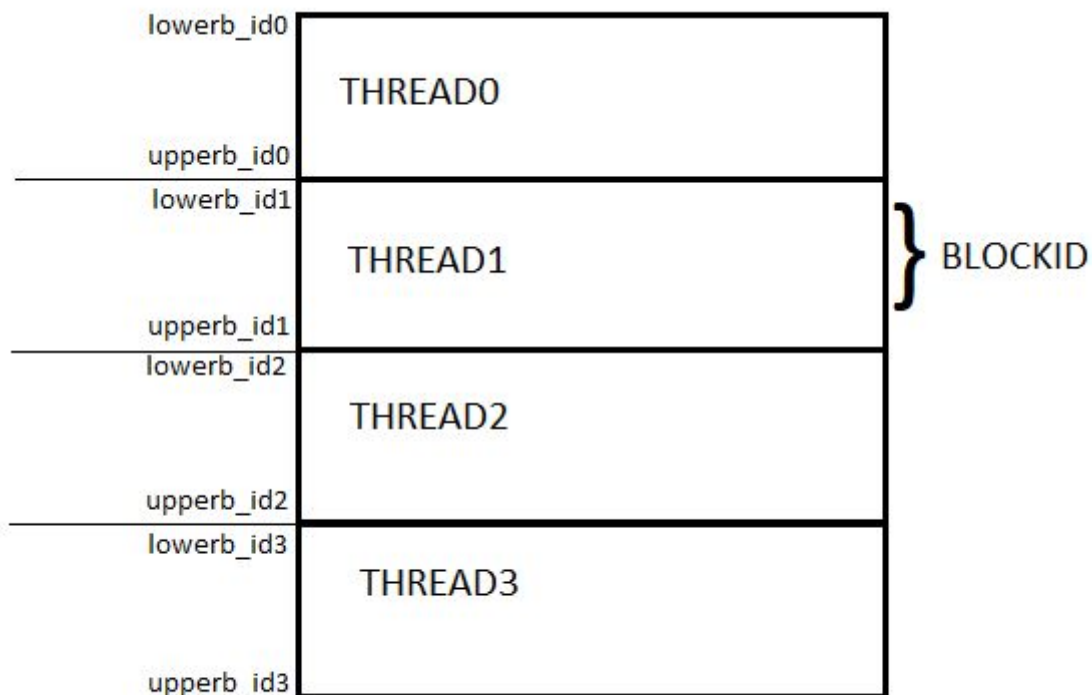 lowerb_id0
THREAD0
upperb_id0
lowerb_id1
THREAD1
BLOCKID
upperb_id1
lowerb_id2
THREAD2
upperb_id2
lowerb_id3
THREAD3
upperb_id3